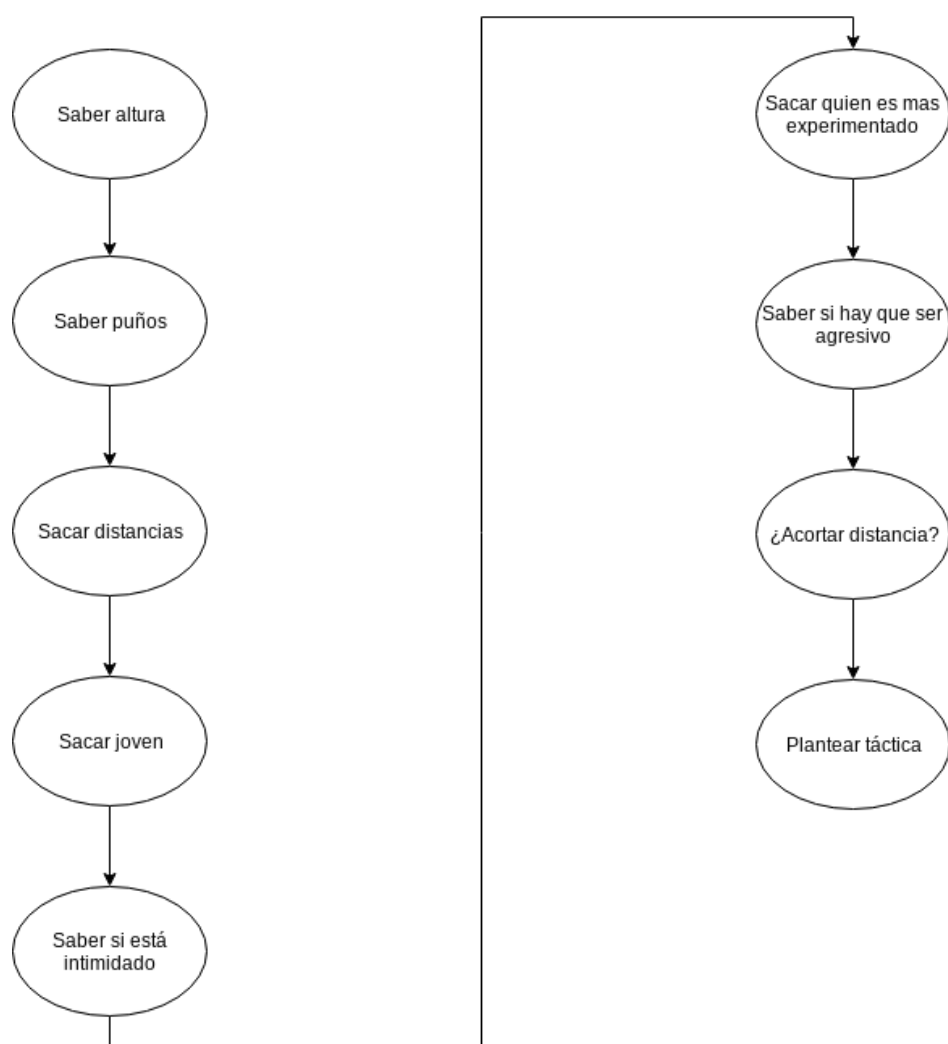 Saber altura
Saber puños
Sacar distancias
Sacar joven
Saber si está
intimidado
Sacar quien es mas
experimentado
Saber si hay que ser
agresivo
¿Acortar distancia?
Plantear táctica